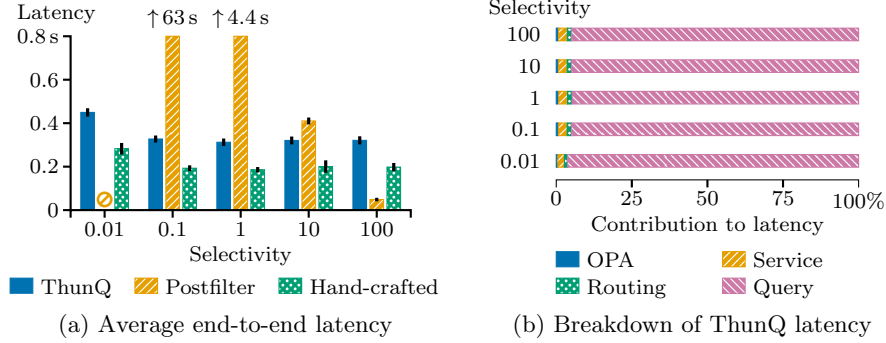 Latency
↑63 s ↑4.4 s
0.8 s
0.6
0.4
0.2
0
0.01 0.1 1 10 100
Selectivity
ThunQ Postfilter Hand-crafted
(a) Average end-to-end latency
Selectivity
100
10
1
0.1
0.01
0 25 50 75 100%
Contribution to latency
OPA Service
Routing Query
(b) Breakdown of ThunQ latency